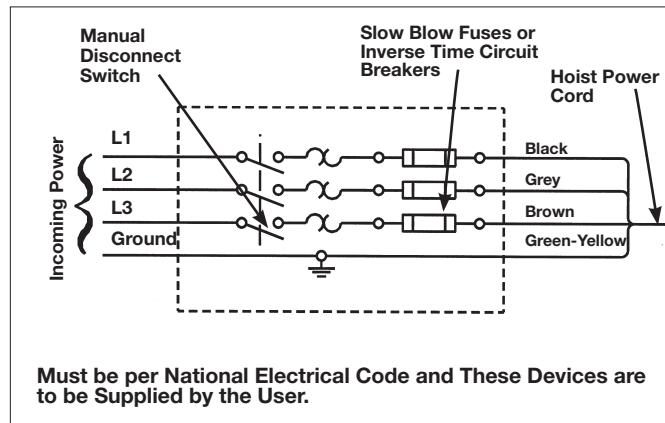 Manual
Disconnect
Switch
Slow Blow Fuses or
Inverse Time Circuit
Breakers
Hoist Power
Cord
Incoming Power
L1
L2
L3
Ground
Black
Grey
Brown
Green-Yellow
Must be per National Electrical Code and These Devices are
to be Supplied by the User.